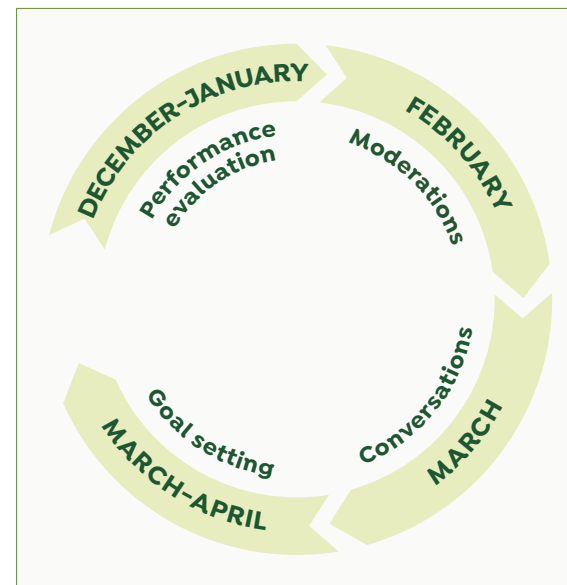 DECEMBER–JANUARY
Performance
evaluation
FEBRUARY
Moderations
MARCH
Conversations
MARCH–APRIL
Goal setting